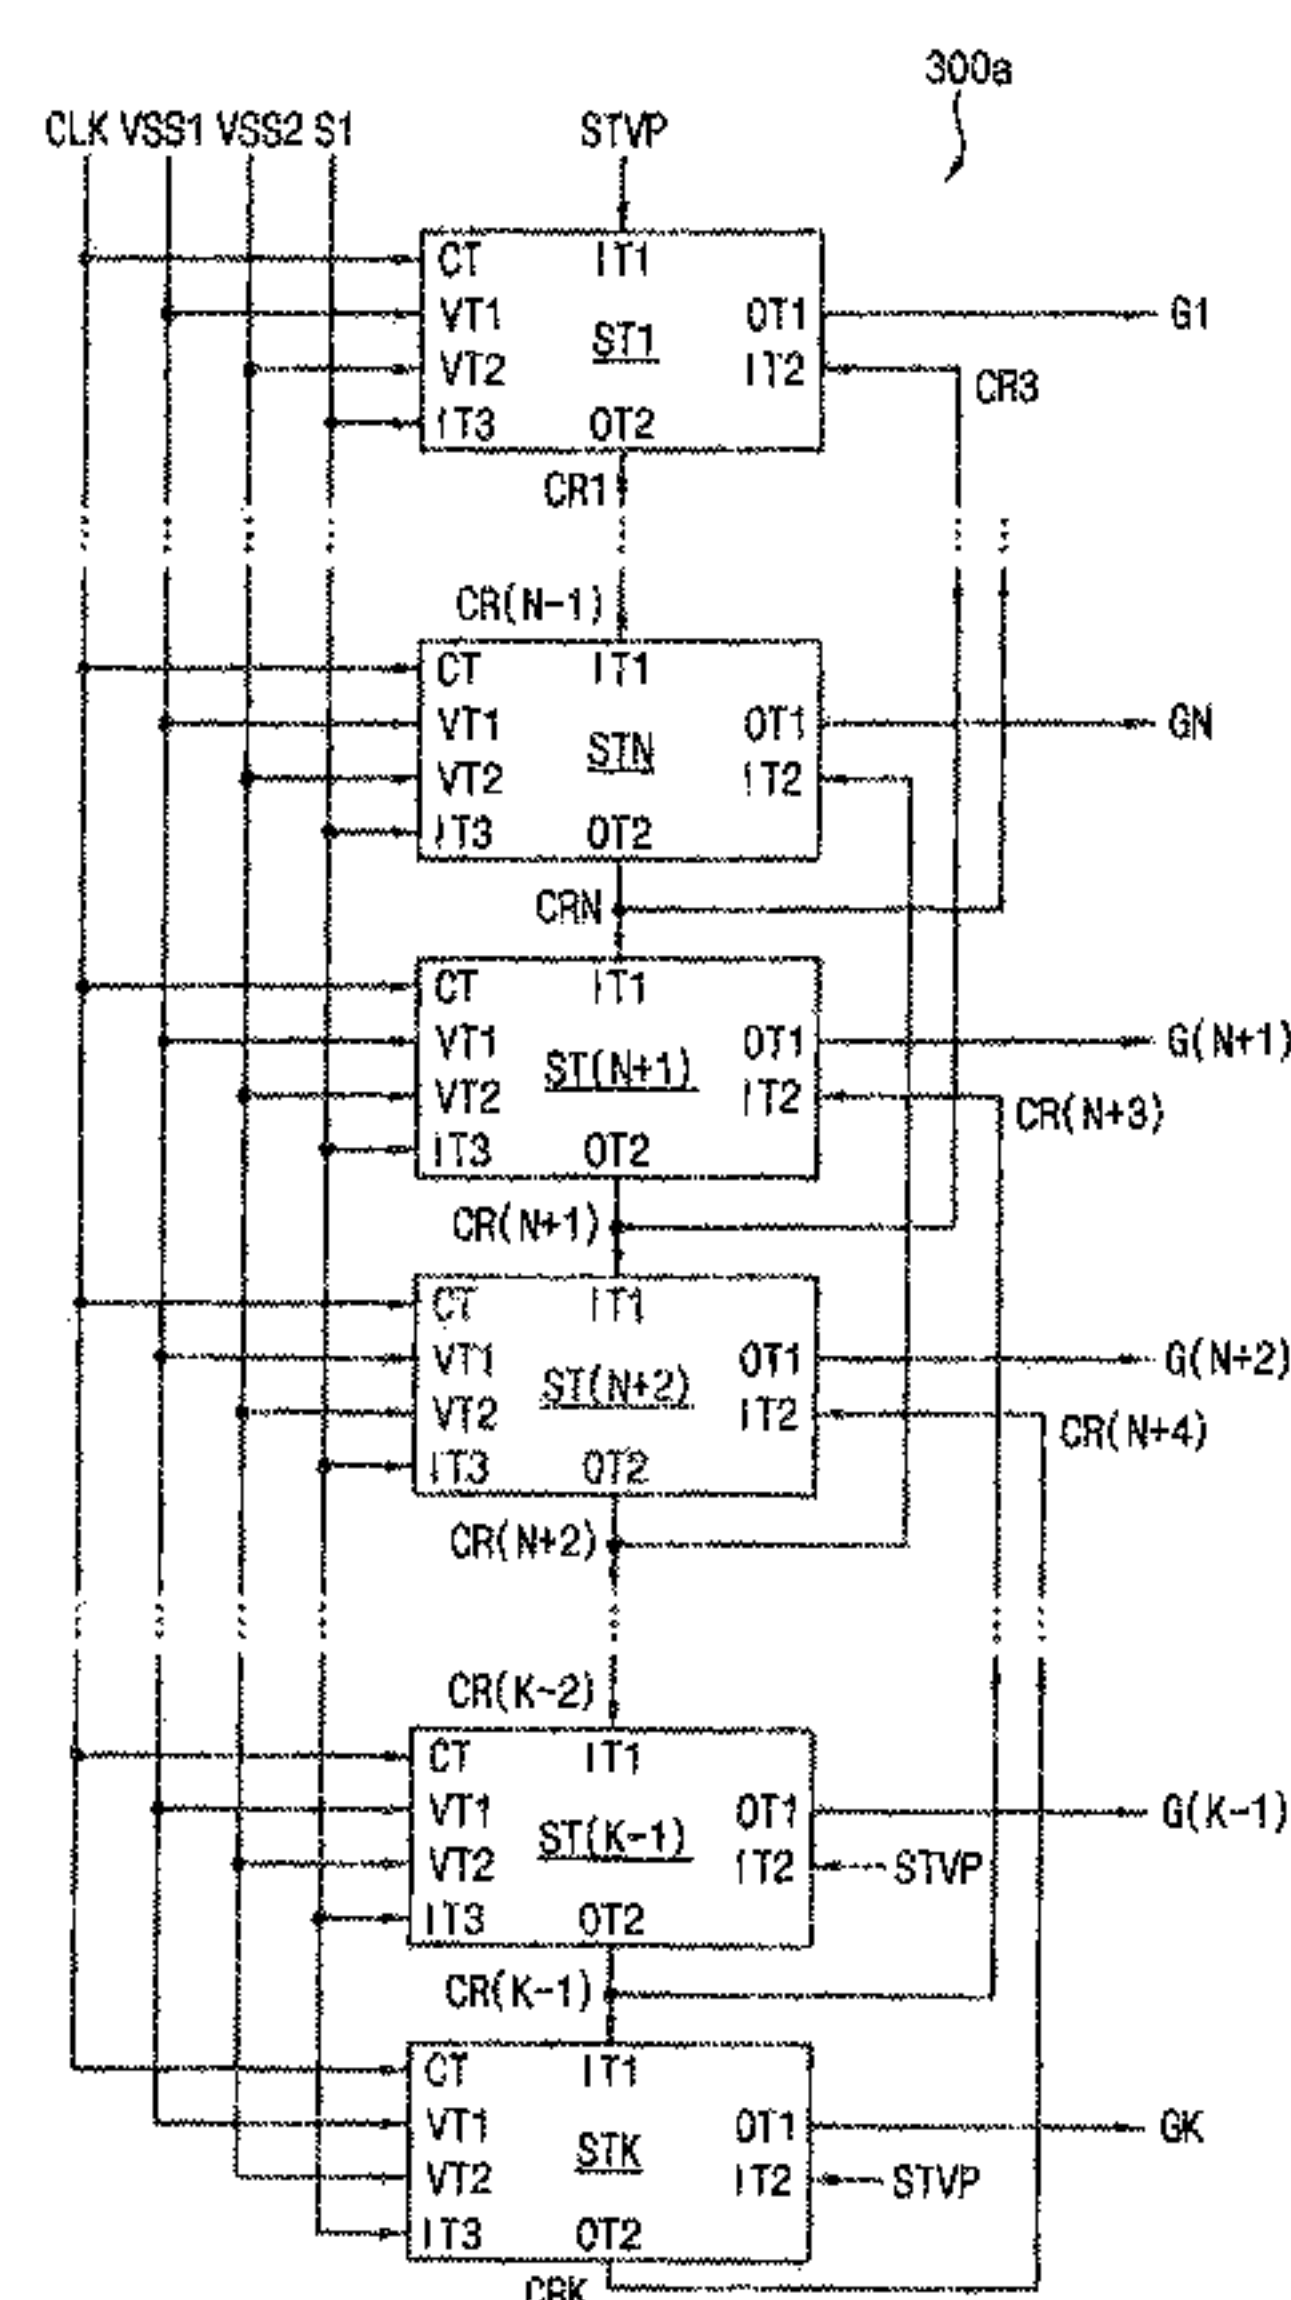 300a
CLK VSS1 VSS2 S1 STVP
CT IT1
VT1 OT1 G1
ST1
VT2 IT2
CR3
IT3 OT2
CR1
CR(N-1)
CT IT1
VT1 OT1 GN
STN
VT2 IT2
IT3 OT2
CRN
CT IT1
VT1 OT1 G(N+1)
ST(N+1)
VT2 IT2 CR(N+3)
IT3 OT2
CR(N+1)
CT IT1
VT1 OT1 G(N+2)
ST(N+2)
VT2 IT2 CR(N+4)
IT3 OT2
CR(N+2)
CR(K-2)
CT IT1
VT1 OT1 G(K-1)
ST(K-1)
VT2 IT2 STVP
IT3 OT2
CR(K-1)
CT IT1
VT1 OT1 GK
STK
VT2 IT2 STVP
IT3 OT2
CRK